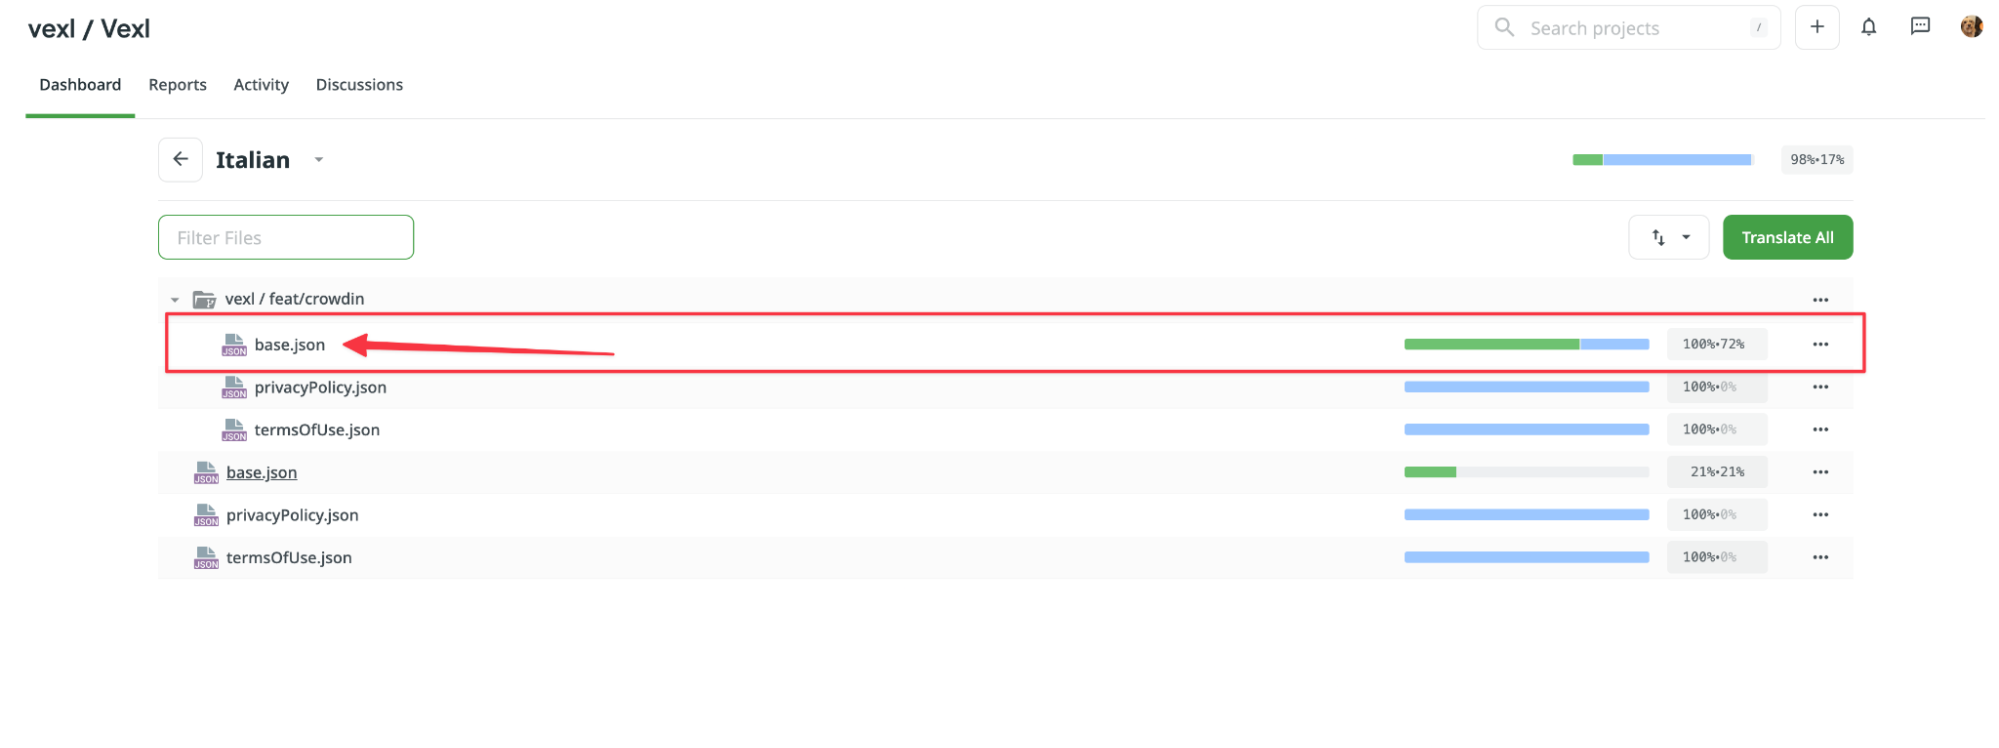 vexl / Vexl
Search projects /
Dashboard Reports Activity Discussions
Italian
98%•17%
Filter Files
Translate All
vexl / feat/crowdin
JSON base.json 100%•72%
JSON privacyPolicy.json 100%•0%
JSON termsOfUse.json 100%•0%
JSON base.json 21%•21%
JSON privacyPolicy.json 100%•0%
JSON termsOfUse.json 100%•0%